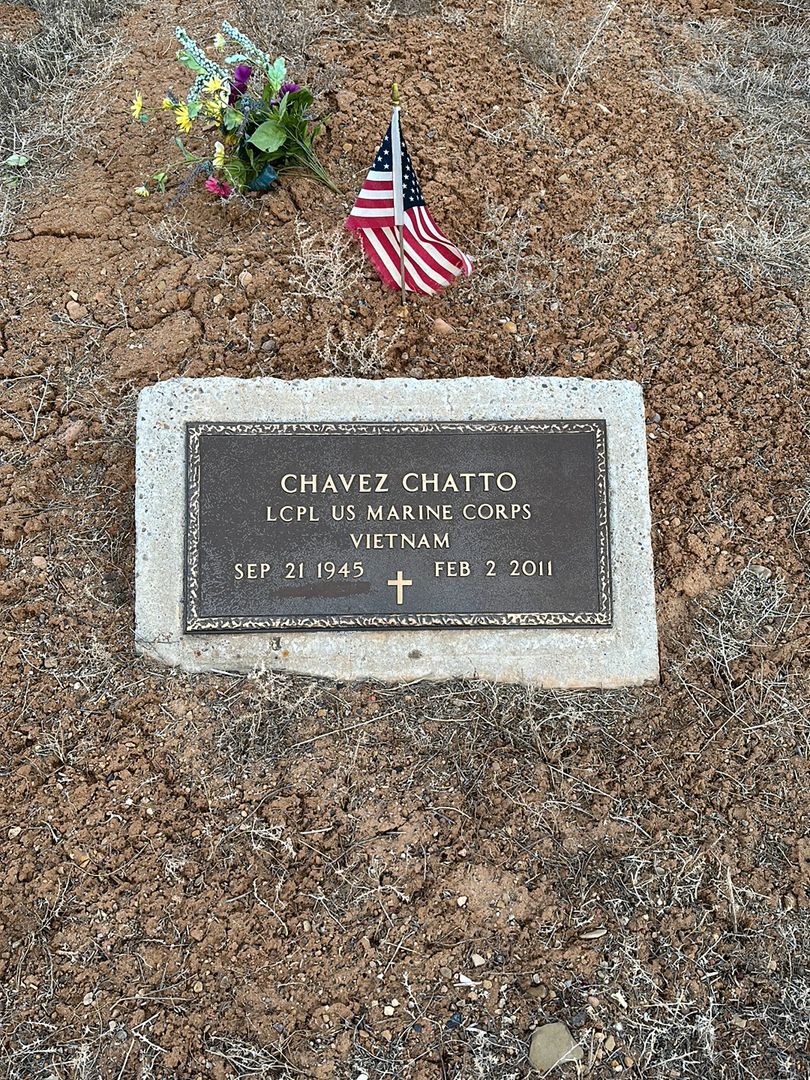 CHAVEZ CHATTO
LCPL US MARINE CORPS
VIETNAM
SEP 21 1945 FEB 2 2011